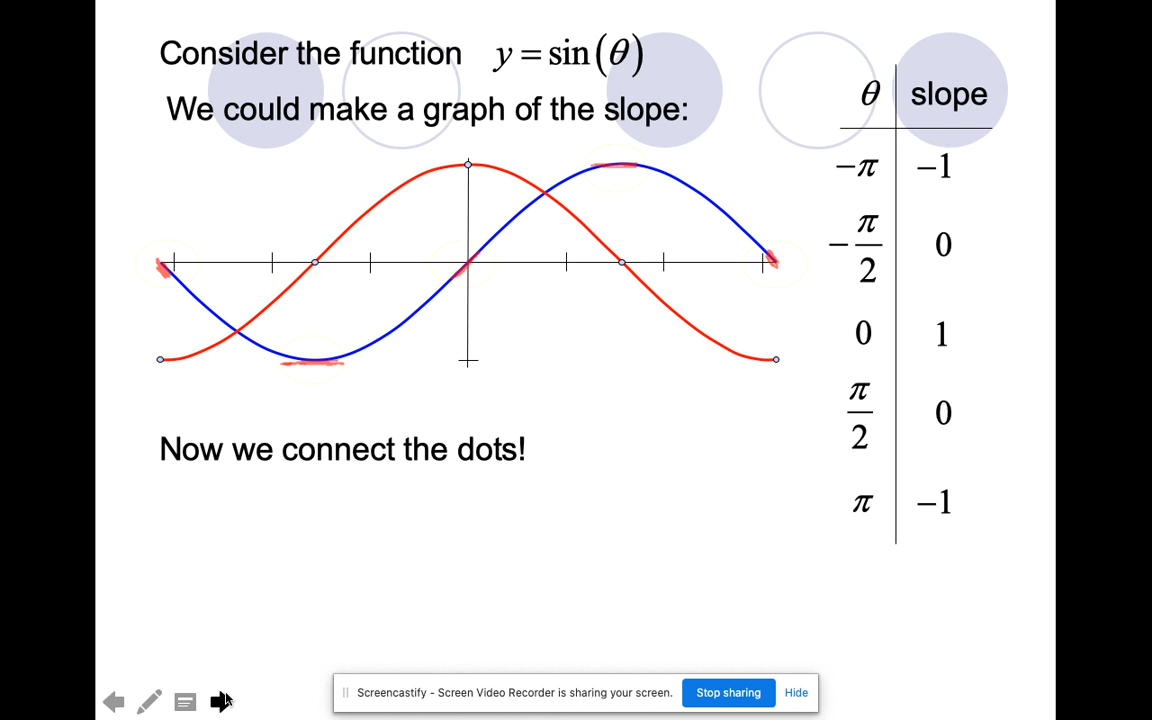 Consider the function y = sin(θ)
We could make a graph of the slope:
θ slope
−π −1
−π/2 0
0 1
π/2 0
π −1
Now we connect the dots!
Screencastify - Screen Video Recorder is sharing your screen. Stop sharing Hide